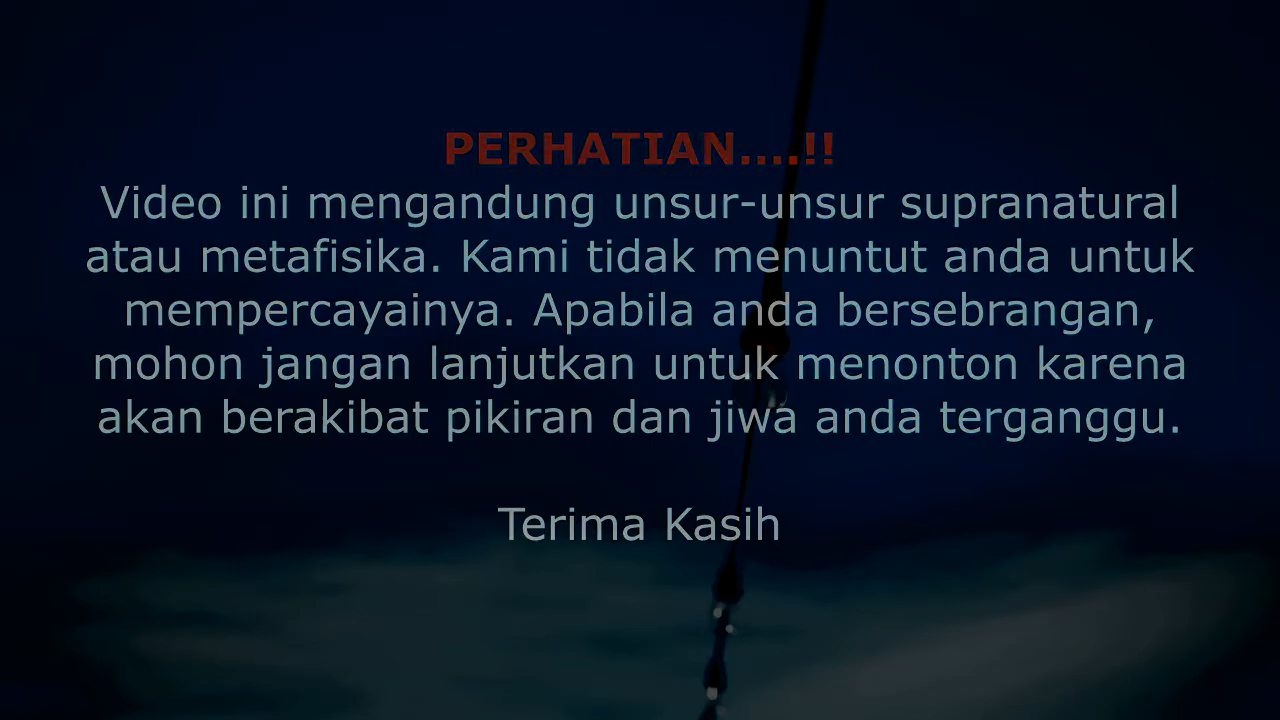 PERHATIAN....!!
Video ini mengandung unsur-unsur supranatural
atau metafisika. Kami tidak menuntut anda untuk
mempercayainya. Apabila anda bersebrangan,
mohon jangan lanjutkan untuk menonton karena
akan berakibat pikiran dan jiwa anda terganggu.
Terima Kasih